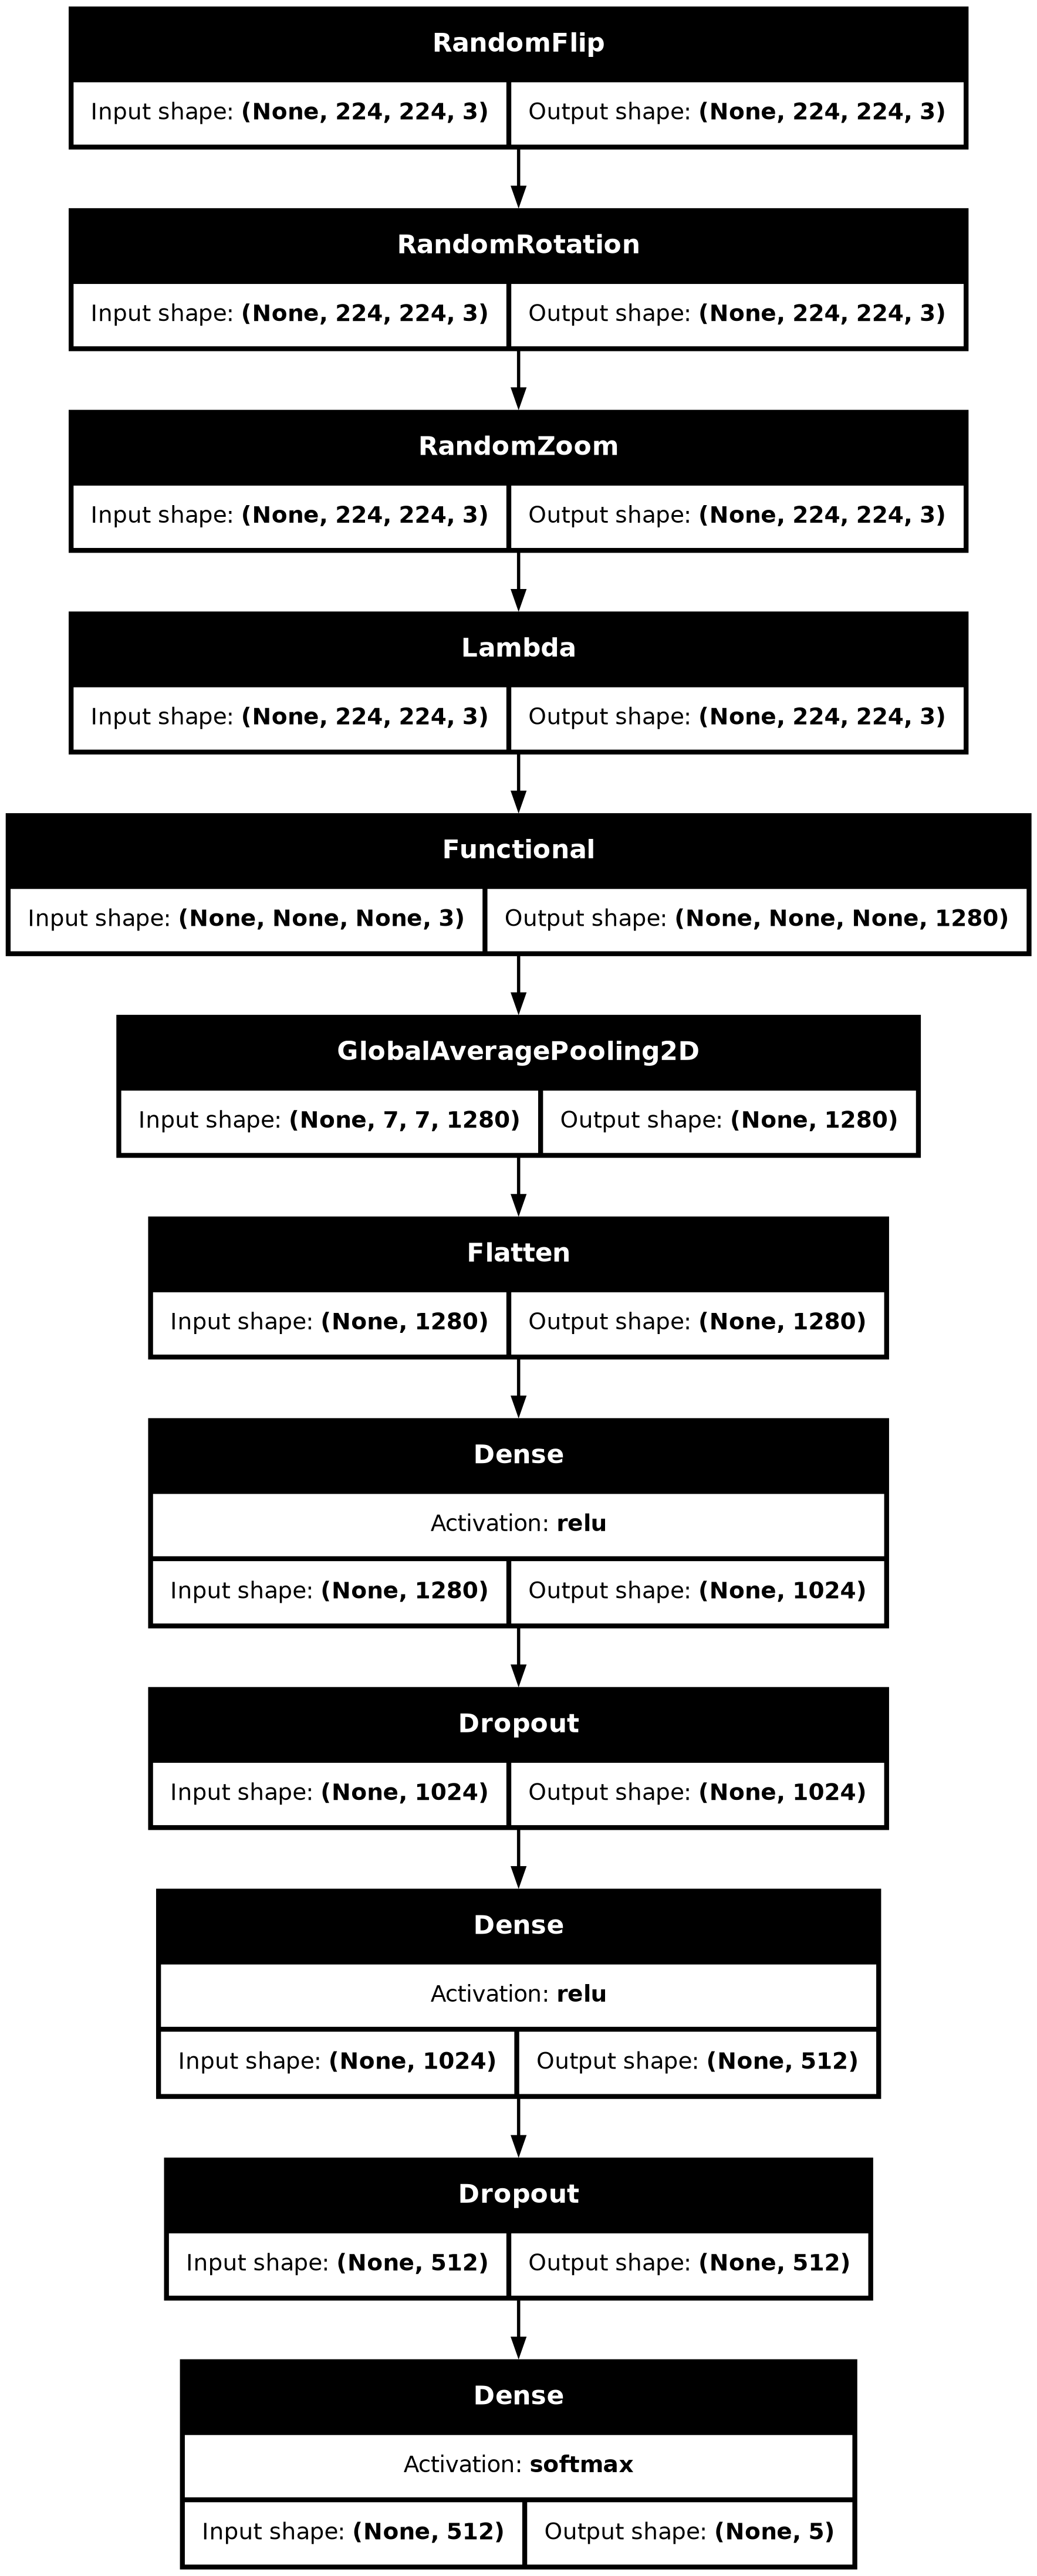 RandomFlip
Input shape: (None, 224, 224, 3) Output shape: (None, 224, 224, 3)
RandomRotation
Input shape: (None, 224, 224, 3) Output shape: (None, 224, 224, 3)
RandomZoom
Input shape: (None, 224, 224, 3) Output shape: (None, 224, 224, 3)
Lambda
Input shape: (None, 224, 224, 3) Output shape: (None, 224, 224, 3)
Functional
Input shape: (None, None, None, 3) Output shape: (None, None, None, 1280)
GlobalAveragePooling2D
Input shape: (None, 7, 7, 1280) Output shape: (None, 1280)
Flatten
Input shape: (None, 1280) Output shape: (None, 1280)
Dense
Activation: relu
Input shape: (None, 1280) Output shape: (None, 1024)
Dropout
Input shape: (None, 1024) Output shape: (None, 1024)
Dense
Activation: relu
Input shape: (None, 1024) Output shape: (None, 512)
Dropout
Input shape: (None, 512) Output shape: (None, 512)
Dense
Activation: softmax
Input shape: (None, 512) Output shape: (None, 5)